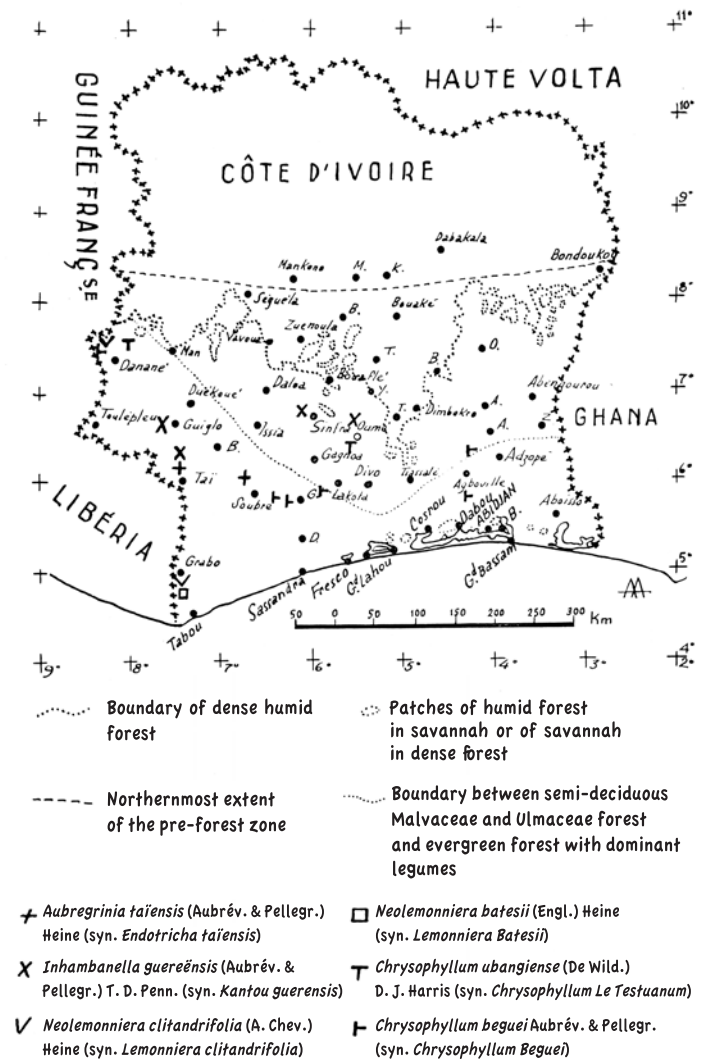 11°
HAUTE VOLTA
GUINÉE FRANÇSE
10°
CÔTE D'IVOIRE
9°
Dabakala
Bondoukou
Mankono M. K.
8°
Séguéla B. Bouaké
Zuenoula
Vavoua O.
Man T.
Danané B.
Daloa Bouaflé Y. 7°
Duékoué Abengourou
Toulépleu Guiglo Issia Sinfra Oumé T. Dimbokro A. Z. GHANA
B. A.
Gagnoa Adzopé
Taï Divo Tiassalé 6°
Soubré G. Lakota Agboville
LIBÉRIA Cosrou Dabou ABIDJAN B. Aboisso
D.
Grabo 5°
Sassandra Fresco Gd Lahou Gd Bassam
Tabou
50 0 50 100 150 200 250 300 Km
4°
9° 8° 7° 6° 5° 4° 3° 2°
Boundary of dense humid
forest
Patches of humid forest
in savannah or of savannah
in dense forest
Northernmost extent
of the pre-forest zone
Boundary between semi-deciduous
Malvaceae and Ulmaceae forest
and evergreen forest with dominant
legumes
Aubregrinia taïensis (Aubrév. & Pellegr.)
Heine (syn. Endotricha taïensis)
Neolemonniera batesii (Engl.) Heine
(syn. Lemonniera Batesii)
Inhambanella guereënsis (Aubrév. &
Pellegr.) T. D. Penn. (syn. Kantou guerensis)
Chrysophyllum ubangiense (De Wild.)
D. J. Harris (syn. Chrysophyllum Le Testuanum)
Neolemonniera clitandrifolia (A. Chev.)
Heine (syn. Lemonniera clitandrifolia)
Chrysophyllum beguei Aubrév. & Pellegr.
(syn. Chrysophyllum Beguei)